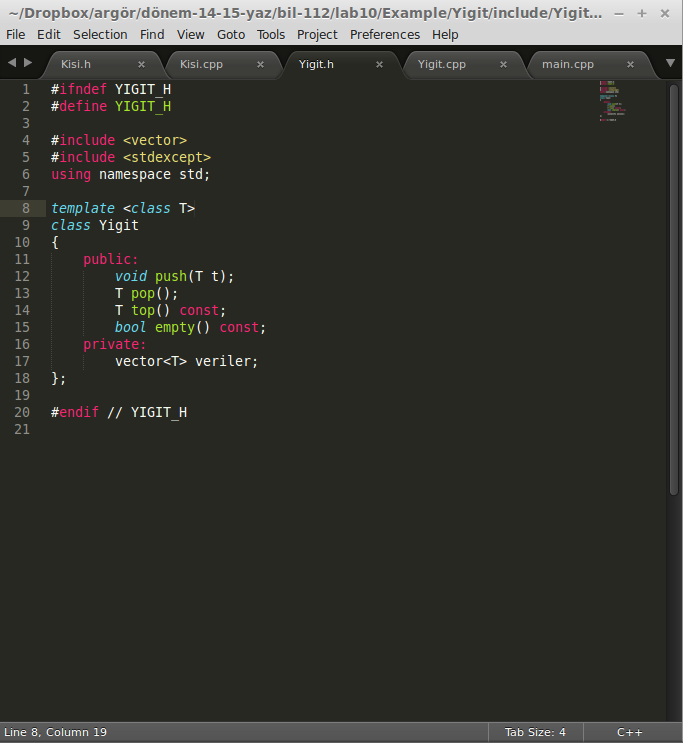 ~/Dropbox/argör/dönem-14-15-yaz/bil-112/lab10/Example/Yigit/include/Yigit...
File Edit Selection Find View Goto Tools Project Preferences Help
Kisi.h Kisi.cpp Yigit.h Yigit.cpp main.cpp
1 #ifndef YIGIT_H
2 #define YIGIT_H
3
4 #include <vector>
5 #include <stdexcept>
6 using namespace std;
7
8 template <class T>
9 class Yigit
10 {
11 public:
12 void push(T t);
13 T pop();
14 T top() const;
15 bool empty() const;
16 private:
17 vector<T> veriler;
18 };
19
20 #endif // YIGIT_H
21
Line 8, Column 19 Tab Size: 4 C++